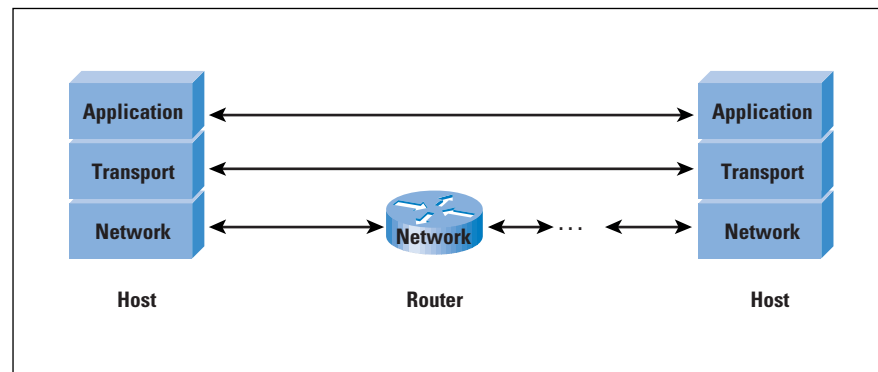 Application
Application
Transport
Transport
Network
Network
...
Network
Host
Router
Host